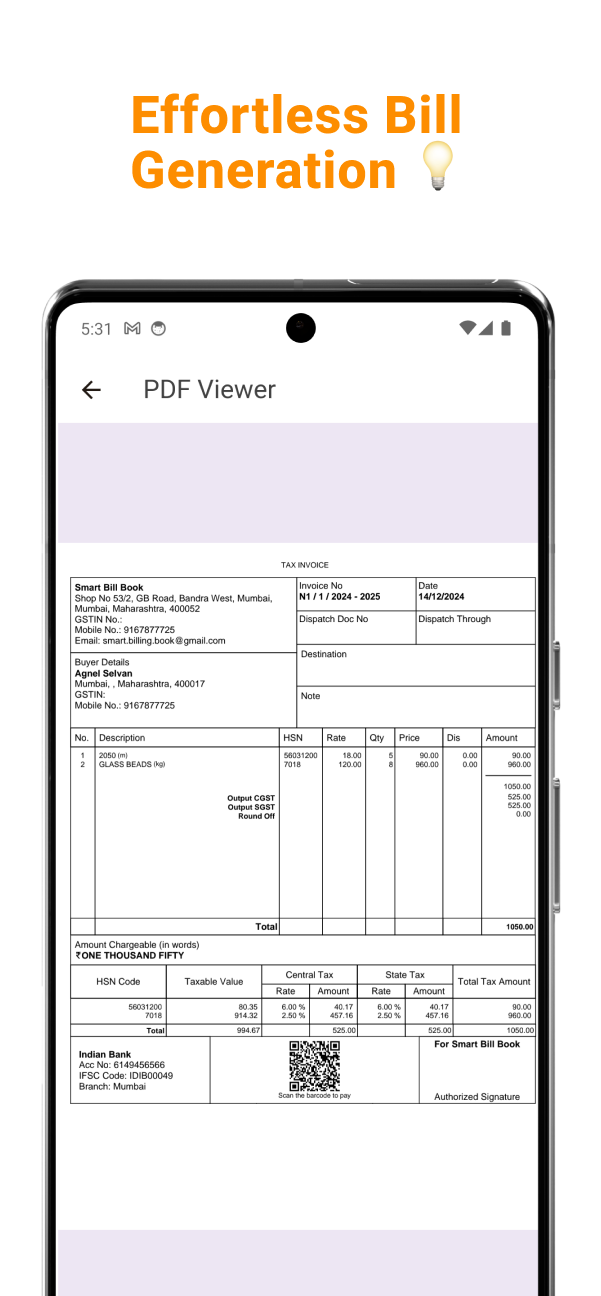 Effortless Bill
Generation 💡
5:31
PDF Viewer
TAX INVOICE
Smart Bill Book
Shop No 53/2, GB Road, Bandra West, Mumbai,
Mumbai, Maharashtra, 400052
GSTIN No.:
Mobile No.: 9167877725
Email: smart.billing.book@gmail.com
Invoice No
N1 / 1 / 2024 - 2025
Date
14/12/2024
Dispatch Doc No
Dispatch Through
Buyer Details
Agnel Selvan
Mumbai, , Maharashtra, 400017
GSTIN:
Mobile No.: 9167877725
Destination
Note
No. Description HSN Rate Qty Price Dis Amount
1 2050 (m) 56031200 18.00 5 90.00 0.00 90.00
2 GLASS BEADS (kg) 7018 120.00 8 960.00 0.00 960.00
1050.00
Output CGST 525.00
Output SGST 525.00
Round Off 0.00
Total 1050.00
Amount Chargeable (in words)
₹ONE THOUSAND FIFTY
HSN Code Taxable Value Central Tax State Tax Total Tax Amount
Rate Amount Rate Amount
56031200 80.35 6.00 % 40.17 6.00 % 40.17 90.00
7018 914.32 2.50 % 457.16 2.50 % 457.16 960.00
Total 994.67 525.00 525.00 1050.00
Indian Bank
Acc No: 6149456566
IFSC Code: IDIB00049
Branch: Mumbai
Scan the barcode to pay
For Smart Bill Book
Authorized Signature